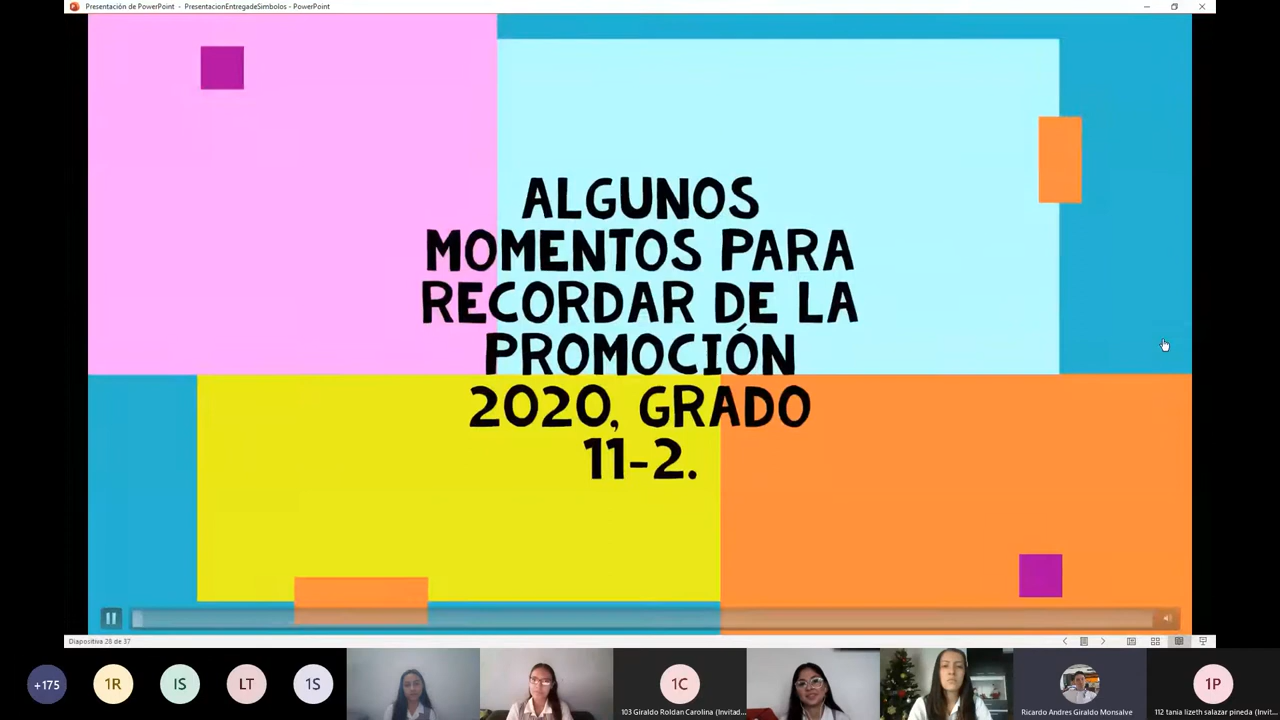 Presentación de PowerPoint - PresentacionEntregadeSimbolos - PowerPoint
ALGUNOS
MOMENTOS PARA
RECORDAR DE LA
PROMOCIÓN
2020, GRADO
11-2.
Diapositiva 28 de 37
+175
1R
IS
LT
1S
1C
103 Giraldo Roldan Carolina (Invitad...
Ricardo Andres Giraldo Monsalve
1P
112 tania lizeth salazar pineda (Invit...